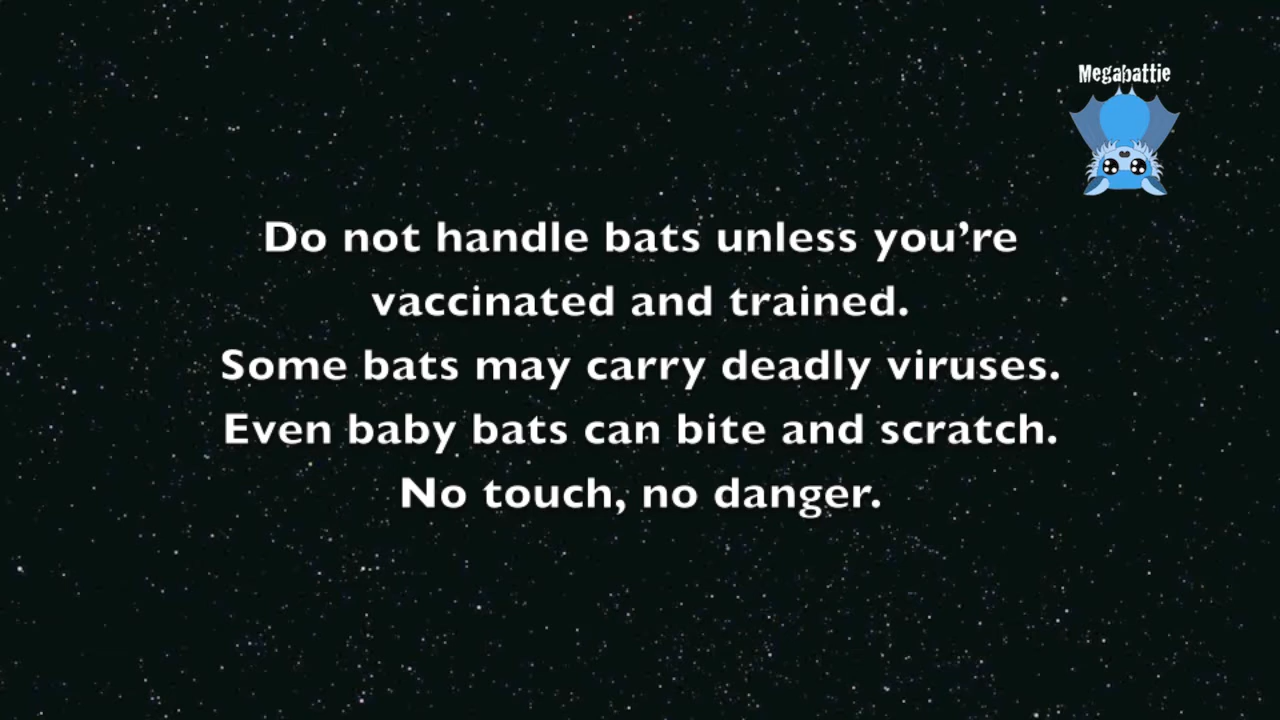 Megabattie
Do not handle bats unless you’re
vaccinated and trained.
Some bats may carry deadly viruses.
Even baby bats can bite and scratch.
No touch, no danger.